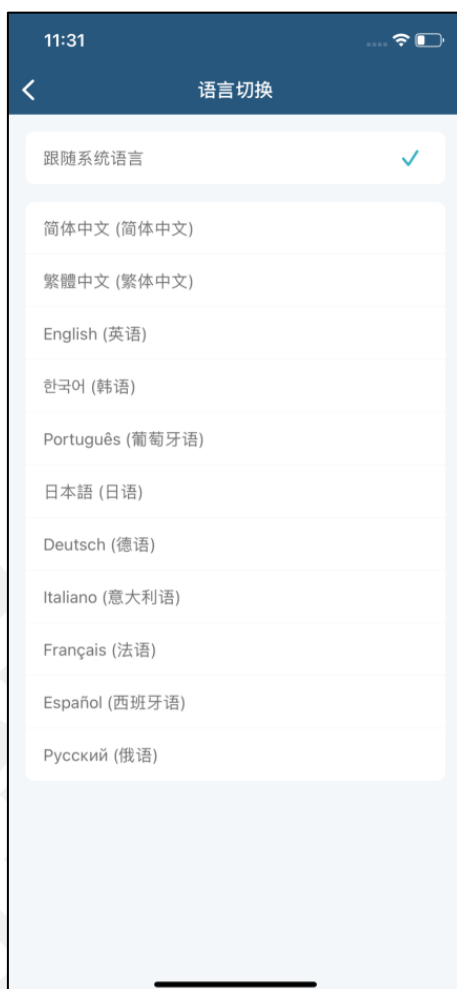 11:31
语言切换
跟随系统语言
简体中文 (简体中文)
繁體中文 (繁体中文)
English (英语)
한국어 (韩语)
Português (葡萄牙语)
日本語 (日语)
Deutsch (德语)
Italiano (意大利语)
Français (法语)
Español (西班牙语)
Русский (俄语)